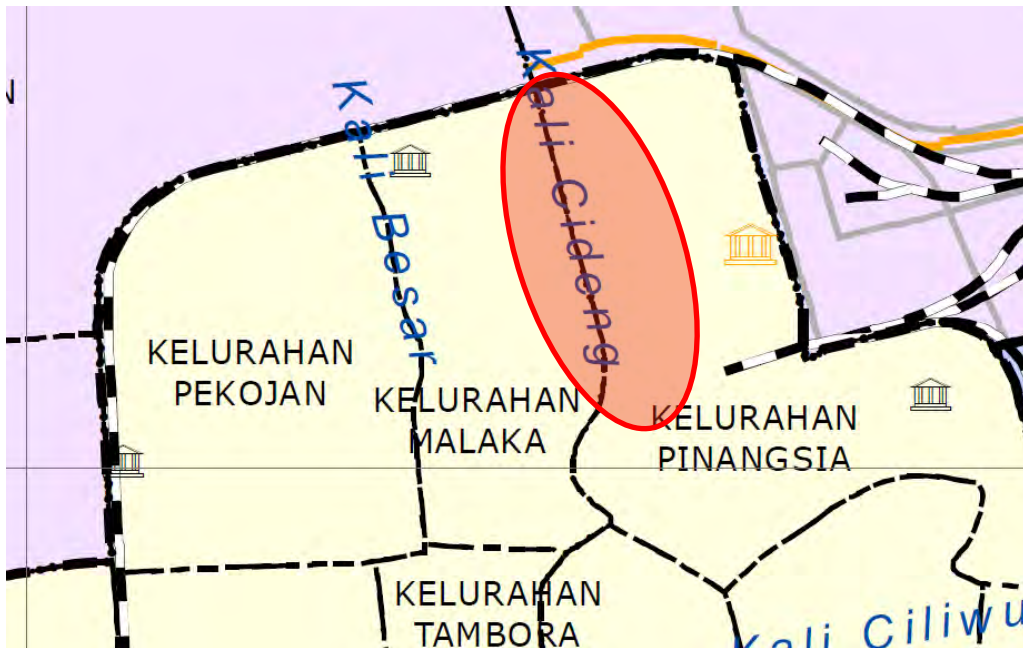 N
Kali Besar
Kali Cideng
KELURAHAN
PEKOJAN
KELURAHAN
MALAKA
KELURAHAN
PINANGSIA
KELURAHAN
TAMBORA
Kali Ciliwu